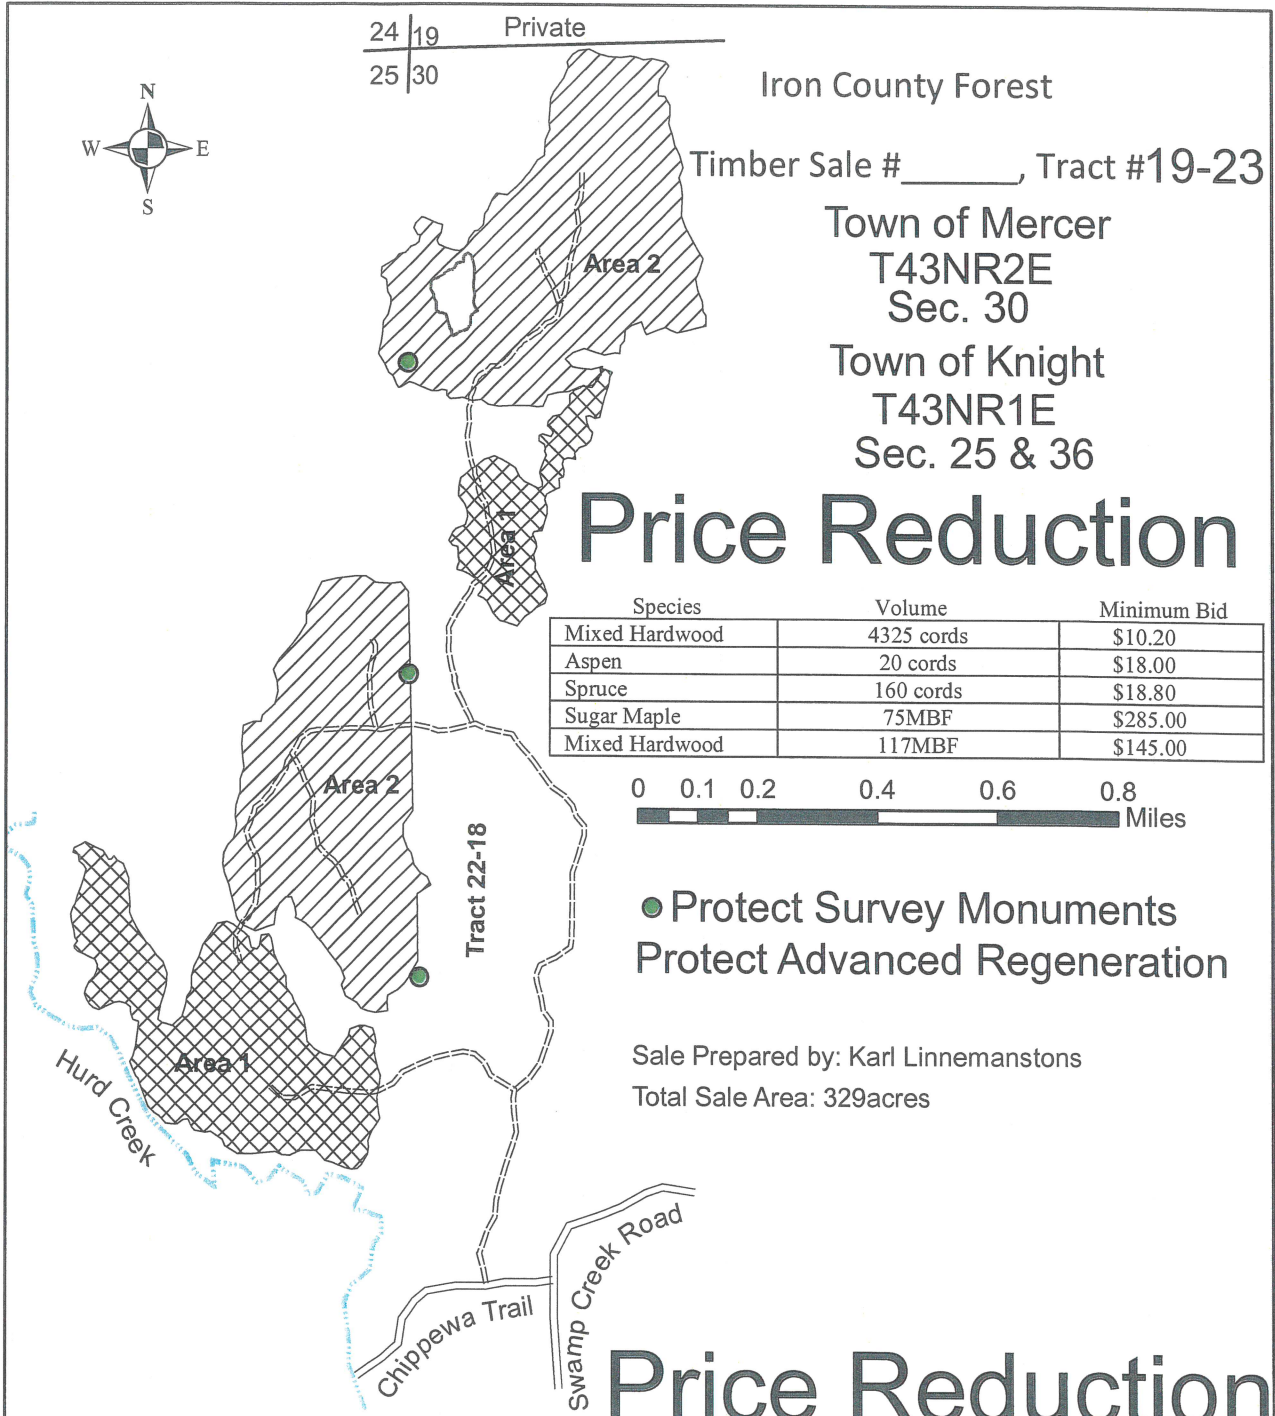 24 19 Private
25 30
N
W E
S
Iron County Forest
Timber Sale #______, Tract #19-23
Town of Mercer
T43NR2E
Sec. 30
Town of Knight
T43NR1E
Sec. 25 & 36
Price Reduction
Species Volume Minimum Bid
Mixed Hardwood 4325 cords $10.20
Aspen 20 cords $18.00
Spruce 160 cords $18.80
Sugar Maple 75MBF $285.00
Mixed Hardwood 117MBF $145.00
0 0.1 0.2 0.4 0.6 0.8
Miles
Area 2
Area 1
Area 2
Tract 22-18
Area 1
Hurd Creek
Protect Survey Monuments
Protect Advanced Regeneration
Sale Prepared by: Karl Linnemanstons
Total Sale Area: 329acres
Chippewa Trail
Swamp Creek Road
Price Reduction